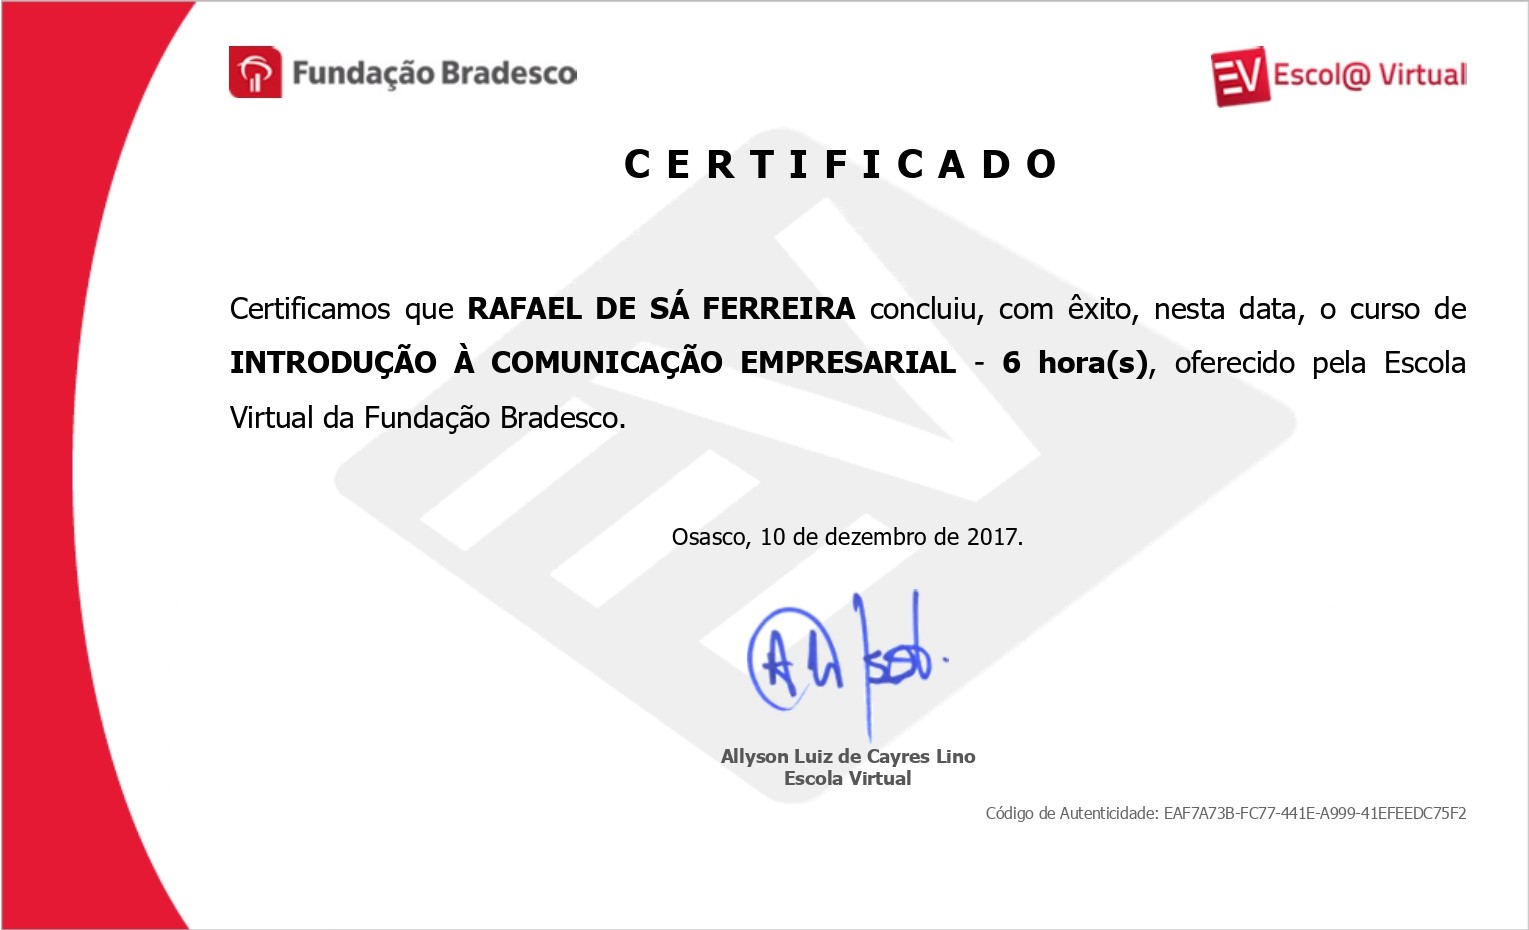 Fundação Bradesco
EV Escol@ Virtual
CERTIFICADO
Certificamos que RAFAEL DE SÁ FERREIRA concluiu, com êxito, nesta data, o curso de
INTRODUÇÃO À COMUNICAÇÃO EMPRESARIAL - 6 hora(s), oferecido pela Escola
Virtual da Fundação Bradesco.
Osasco, 10 de dezembro de 2017.
Allyson Luiz de Cayres Lino
Escola Virtual
Código de Autenticidade: EAF7A73B-FC77-441E-A999-41EFEEDC75F2